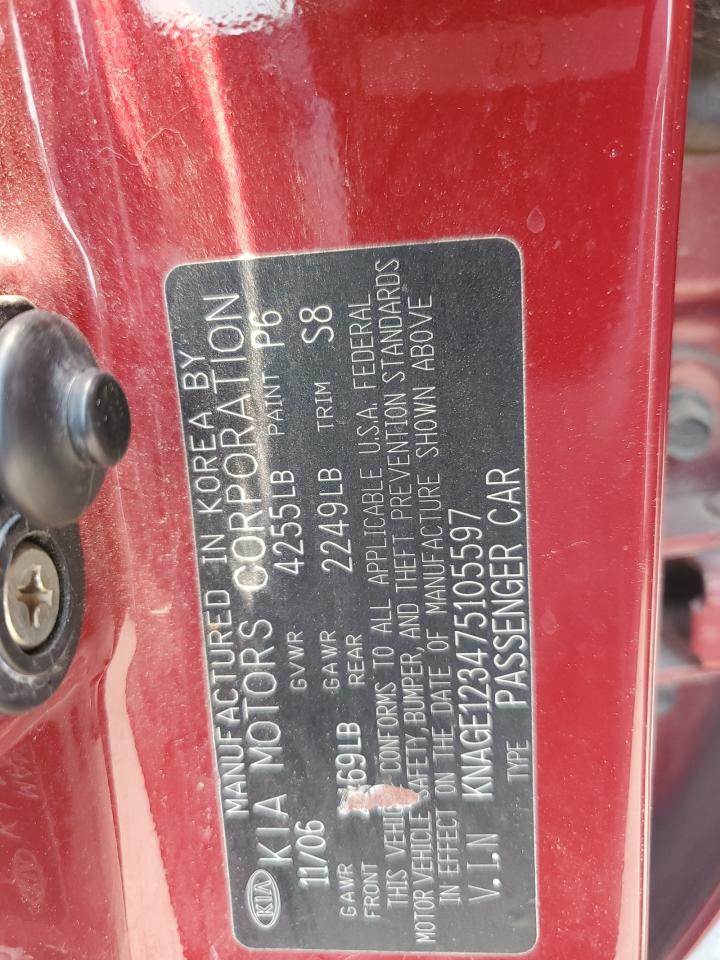 MANUFACTURED IN KOREA BY
KIA KIA MOTORS CORPORATION
11/06 GVWR 4255LB PAINT P6
GAWR FRONT 69LB GAWR REAR 2249LB TRIM S8
THIS CONFORMS TO ALL APPLICABLE U.S.A. FEDERAL
MOTOR VEHICLE SAFETY, BUMPER, AND THEFT PREVENTION STANDARDS
IN EFFECT ON THE DATE OF MANUFACTURE SHOWN ABOVE
V.I.N KNAGE123475105597
TYPE PASSENGER CAR